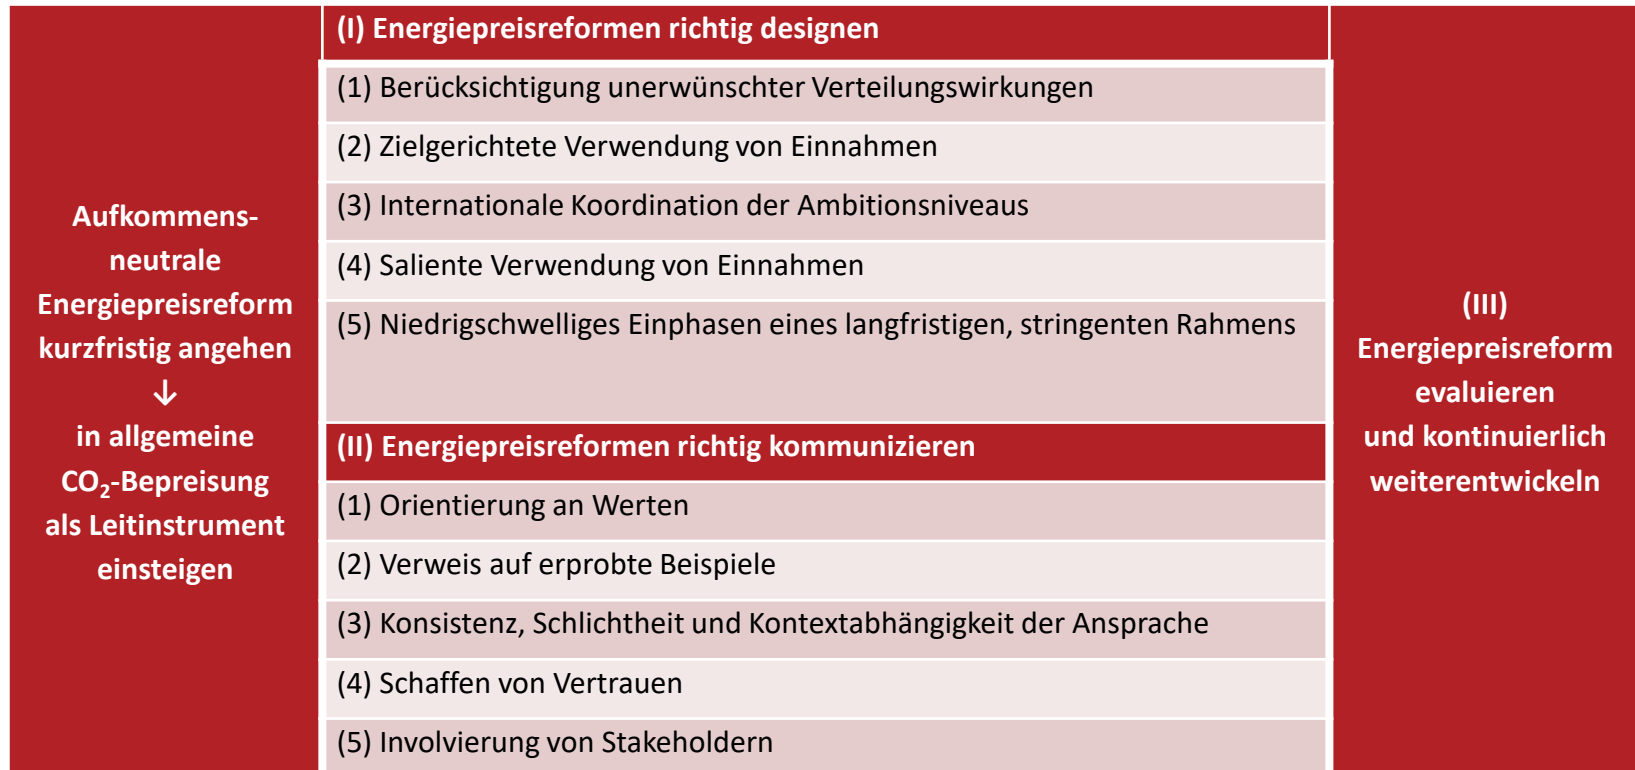 Aufkommens-
neutrale
Energiepreisreform
kurzfristig angehen
↓
in allgemeine
CO₂-Bepreisung
als Leitinstrument
einsteigen
(I) Energiepreisreformen richtig designen
(1) Berücksichtigung unerwünschter Verteilungswirkungen
(2) Zielgerichtete Verwendung von Einnahmen
(3) Internationale Koordination der Ambitionsniveaus
(4) Saliente Verwendung von Einnahmen
(5) Niedrigschwelliges Einphasen eines langfristigen, stringenten Rahmens
(II) Energiepreisreformen richtig kommunizieren
(1) Orientierung an Werten
(2) Verweis auf erprobte Beispiele
(3) Konsistenz, Schlichtheit und Kontextabhängigkeit der Ansprache
(4) Schaffen von Vertrauen
(5) Involvierung von Stakeholdern
(III)
Energiepreisreform
evaluieren
und kontinuierlich
weiterentwickeln